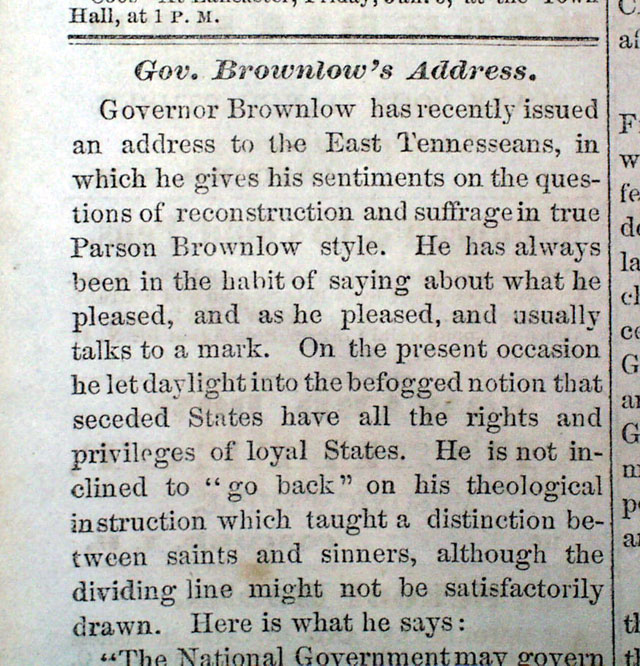 Hall, at 1 P. M.
Gov. Brownlow's Address.
Governor Brownlow has recently issued
an address to the East Tennesseans, in
which he gives his sentiments on the ques-
tions of reconstruction and suffrage in true
Parson Brownlow style. He has always
been in the habit of saying about what he
pleased, and as he pleased, and usually
talks to a mark. On the present occasion
he let daylight into the befogged notion that
seceded States have all the rights and
privileges of loyal States. He is not in-
clined to "go back" on his theological
instruction which taught a distinction be-
tween saints and sinners, although the
dividing line might not be satisfactorily
drawn. Here is what he says:
"The National Government may govern